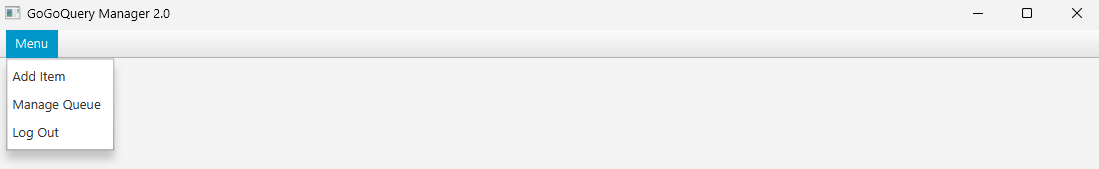 GoGoQuery Manager 2.0
Menu
Add Item
Manage Queue
Log Out